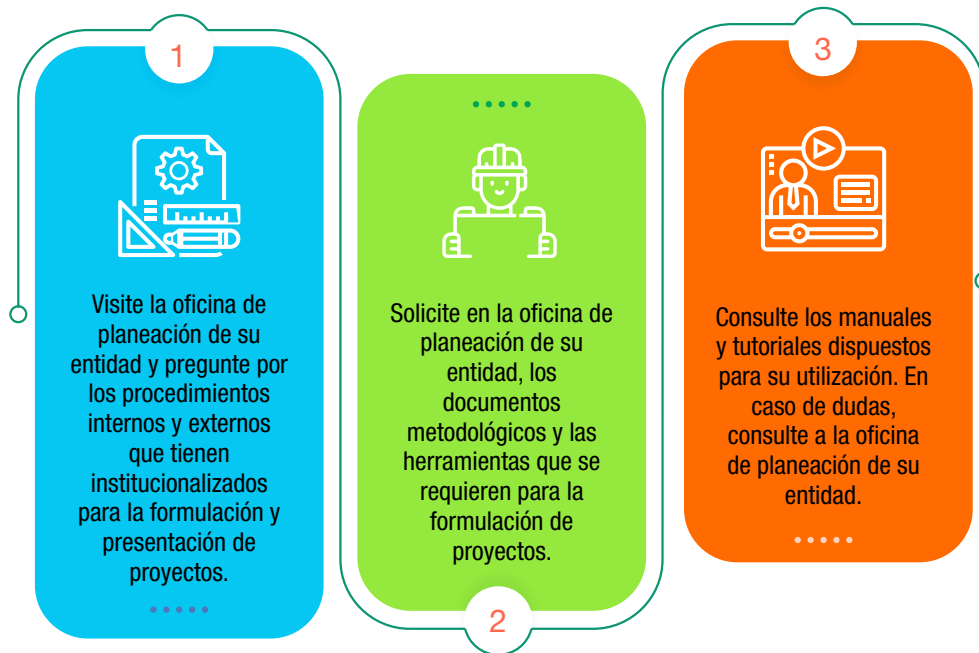 1
Visite la oficina de
planeación de su
entidad y pregunte por
los procedimientos
internos y externos
que tienen
institucionalizados
para la formulación y
presentación de
proyectos.
Solicite en la oficina de
planeación de su
entidad, los
documentos
metodológicos y las
herramientas que se
requieren para la
formulación de
proyectos.
2
3
Consulte los manuales
y tutoriales dispuestos
para su utilización. En
caso de dudas,
consulte a la oficina
de planeación de su
entidad.